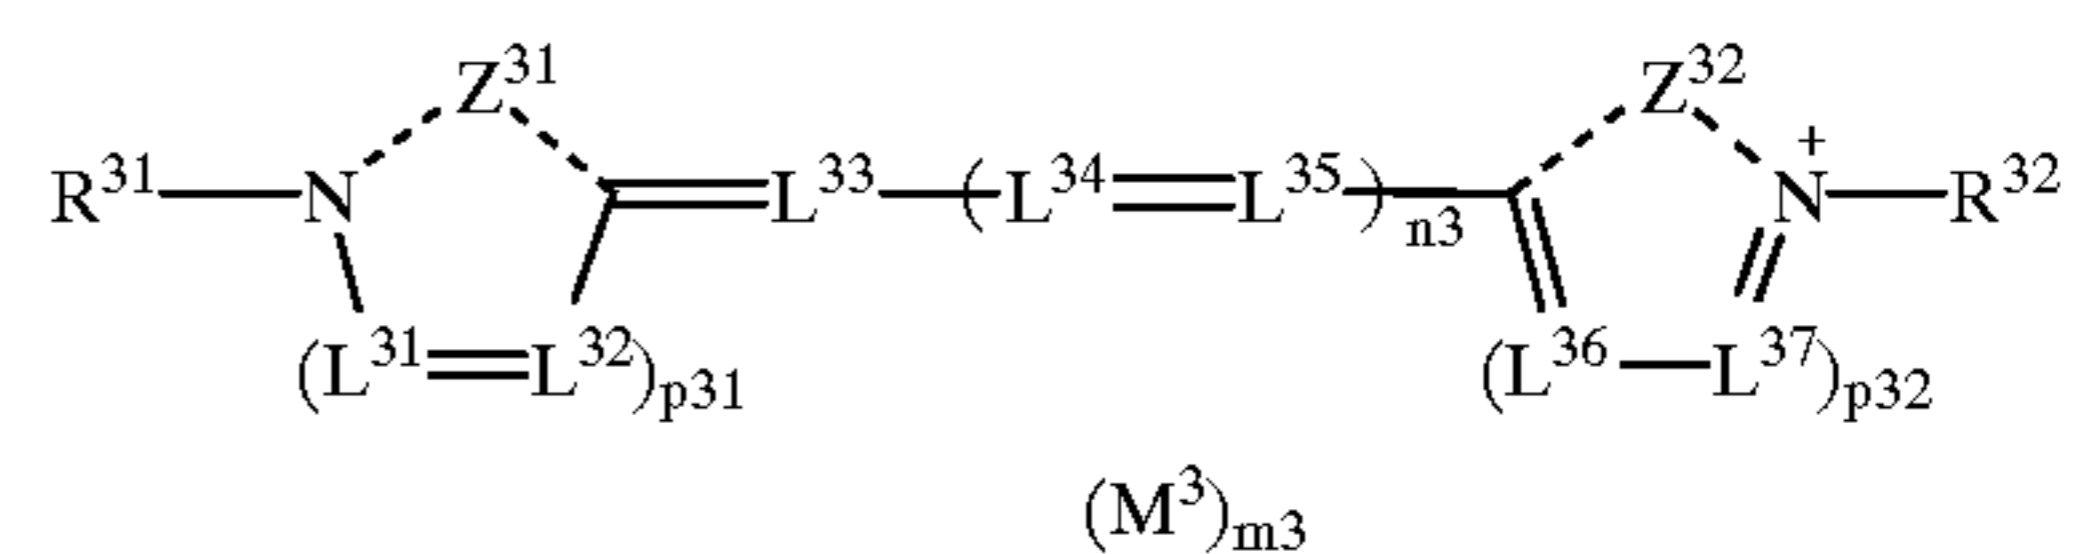 Z³¹ Z³²
R³¹—N =L³³—(L³⁴=L³⁵)n3 N⁺—R³²
(L³¹=L³²)p31 (L³⁶—L³⁷)p32
(M³)m3